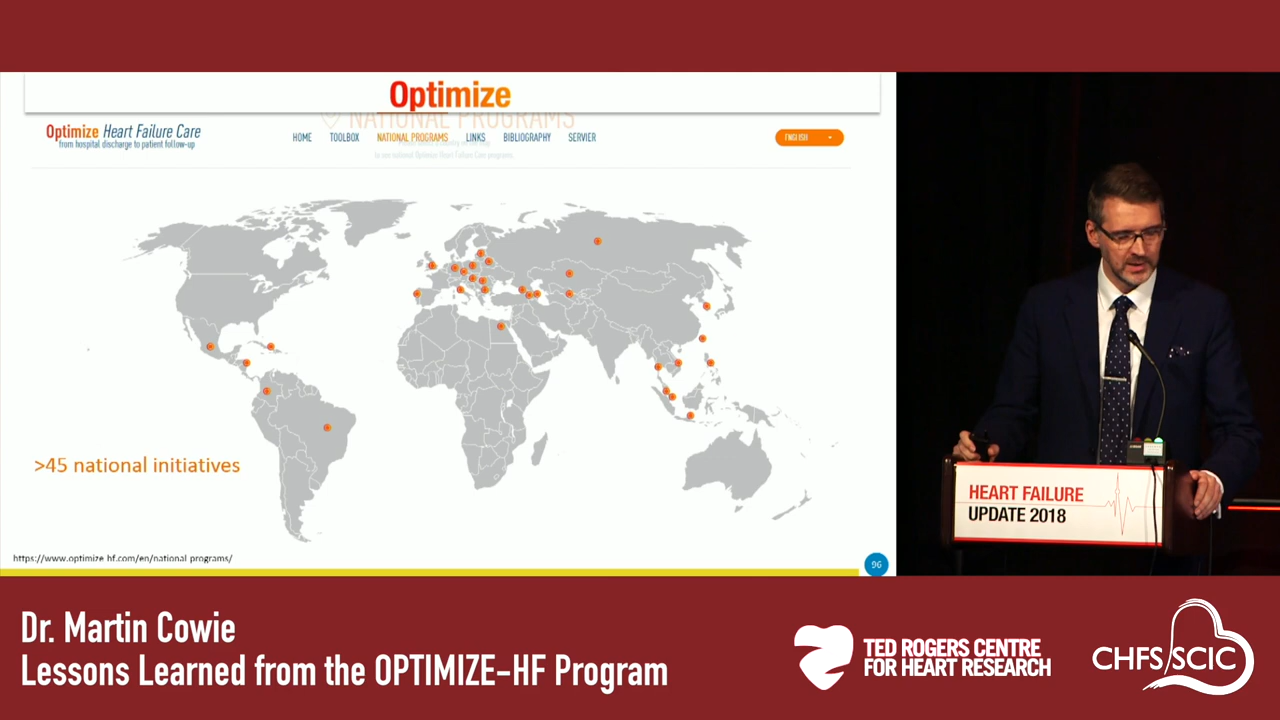 Optimize
NATIONAL PROGRAMS
Optimize Heart Failure Care
from hospital discharge to patient follow-up
HOME TOOLBOX NATIONAL PROGRAMS LINKS BIBLIOGRAPHY SERVIER
ENGLISH
to see national Optimize Heart Failure Care programs.
>45 national initiatives
https://www.optimize hf.com/en/national programs/
96
HEART FAILURE
UPDATE 2018
Dr. Martin Cowie
Lessons Learned from the OPTIMIZE-HF Program
TED ROGERS CENTRE
FOR HEART RESEARCH
CHFS/SCIC